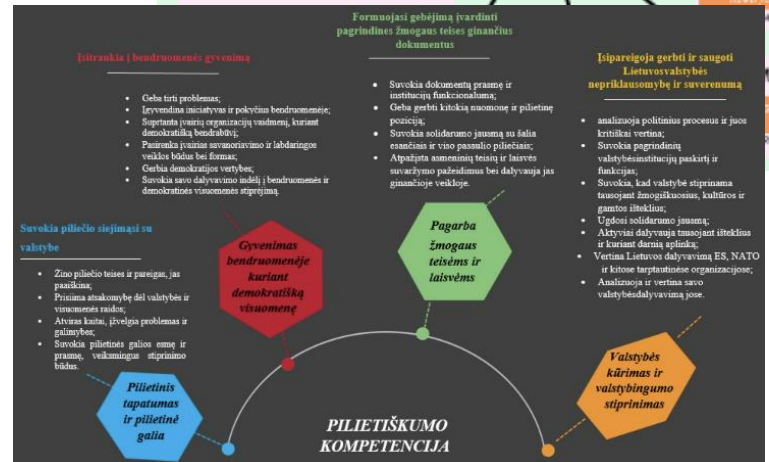 Formuojasi gebėjimą įvardinti
pagrindines žmogaus teises ginančius
dokumentus
Įsitraukia į bendruomenės gyvenimą
Įsipareigoja gerbti ir saugoti
Lietuvosvalstybės
nepriklausomybę ir suverenumą
• Geba tirti problemas;
• Įgyvendina iniciatyvas ir pokyčius bendruomenėje;
• Supranta įvairių organizacijų vaidmenį, kuriant
demokratišką bendrabūvį;
• Pasirenka įvairias savanoriavimo ir labdaringos
veiklos būdus bei formas;
• Gerbia demokratijos vertybes;
• Suvokia savo dalyvavimo indėlį į bendruomenės ir
demokratinės visuomenės stiprėjimą.
• Suvokia dokumentų prasmę ir
institucijų funkcionalumą;
• Geba gerbti kitokią nuomonę ir pilietinę
poziciją;
• Suvokia solidarumo jausmą su šalia
esančiais ir viso pasaulio piliečiais;
• Atpažįsta asmeninių teisių ir laisvės
suvaržymo pažeidimus bei dalyvauja jas
ginančioje veikloje.
• analizuoja politinius procesus ir juos
kritiškai vertina;
• Suvokia pagrindinių
valstybėsinstitucijų paskirtį ir
funkcijas;
• Suvokia, kad valstybė stiprinama
tausojant žmogiškuosius, kultūros ir
gamtos išteklius;
• Ugdosi solidarumo jausmą;
• Aktyviai dalyvauja tausojant išteklius
ir kuriant darnią aplinką;
• Vertina Lietuvos dalyvavimą ES, NATO
ir kitose tarptautinėse organizacijose;
• Analizuoja ir vertina savo
valstybėsdalyvavimą jose.
Suvokia piliečio siejimąsi su
valstybe
• Žino piliečio teises ir pareigas, jas
paaiškina;
• Prisiima atsakomybę dėl valstybės ir
visuomenės raidos;
• Atviras kaitai, įžvelgia problemas ir
galimybes;
• Suvokia pilietinės galios esmę ir
prasmę, veiksmingus stiprinimo
būdus.
Gyvenimas
bendruomenėje
kuriant
demokratišką
visuomenę
Pagarba
žmogaus
teisėms ir
laisvėms
Pilietinis
tapatumas
ir pilietinė
galia
Valstybės
kūrimas ir
valstybingumo
stiprinimas
PILIETIŠKUMO
KOMPETENCIJA